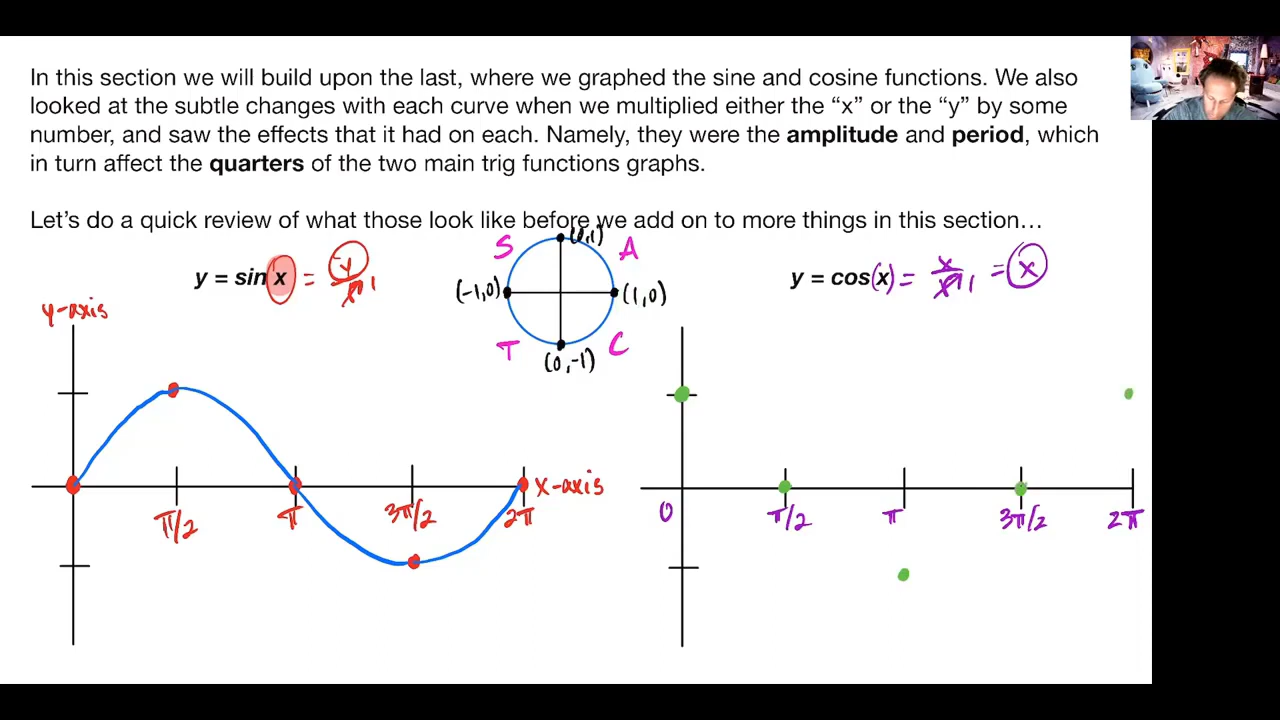 In this section we will build upon the last, where we graphed the sine and cosine functions. We also
looked at the subtle changes with each curve when we multiplied either the “x” or the “y” by some
number, and saw the effects that it had on each. Namely, they were the amplitude and period, which
in turn affect the quarters of the two main trig functions graphs.
Let’s do a quick review of what those look like before we add on to more things in this section…
y = sin x = y/r 1
(0,1)
S
A
(-1,0)
(1,0)
T
C
(0,-1)
y = cos(x) = x/r 1 = x
y-axis
x-axis
π/2
π
3π/2
2π
0
π/2
π
3π/2
2π